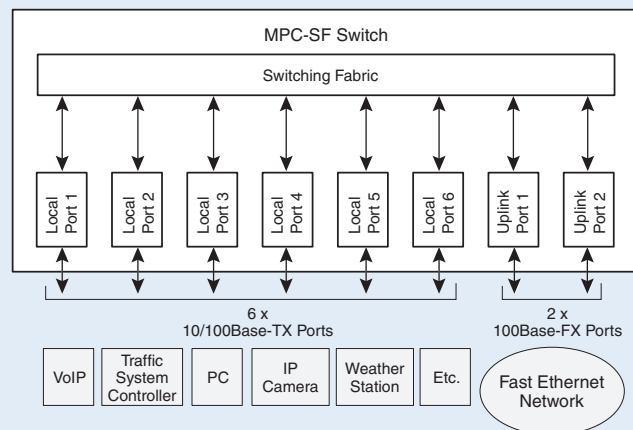 MPC-SF Switch
Switching Fabric
Local
Port 1
Local
Port 2
Local
Port 3
Local
Port 4
Local
Port 5
Local
Port 6
Uplink
Port 1
Uplink
Port 2
6 x
10/100Base-TX Ports
2 x
100Base-FX Ports
VoIP
Traffic
System
Controller
PC
IP
Camera
Weather
Station
Etc.
Fast Ethernet
Network